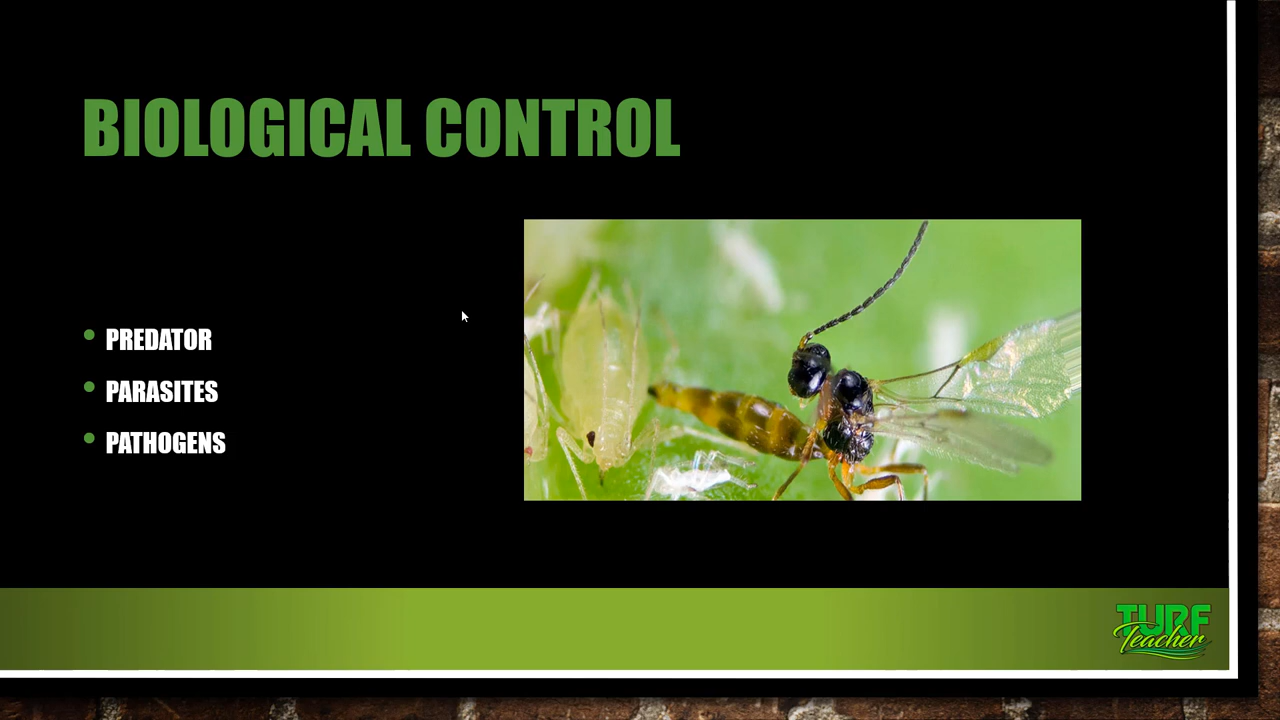 BIOLOGICAL CONTROL
PREDATOR
PARASITES
PATHOGENS
TURF
Teacher